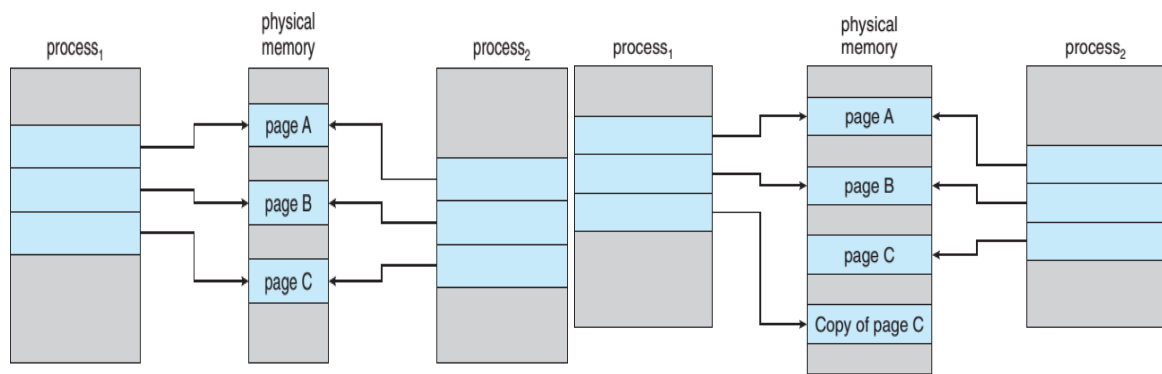 process₁
physical
memory
process₂
page A
page B
page C
process₁
physical
memory
process₂
page A
page B
page C
Copy of page C